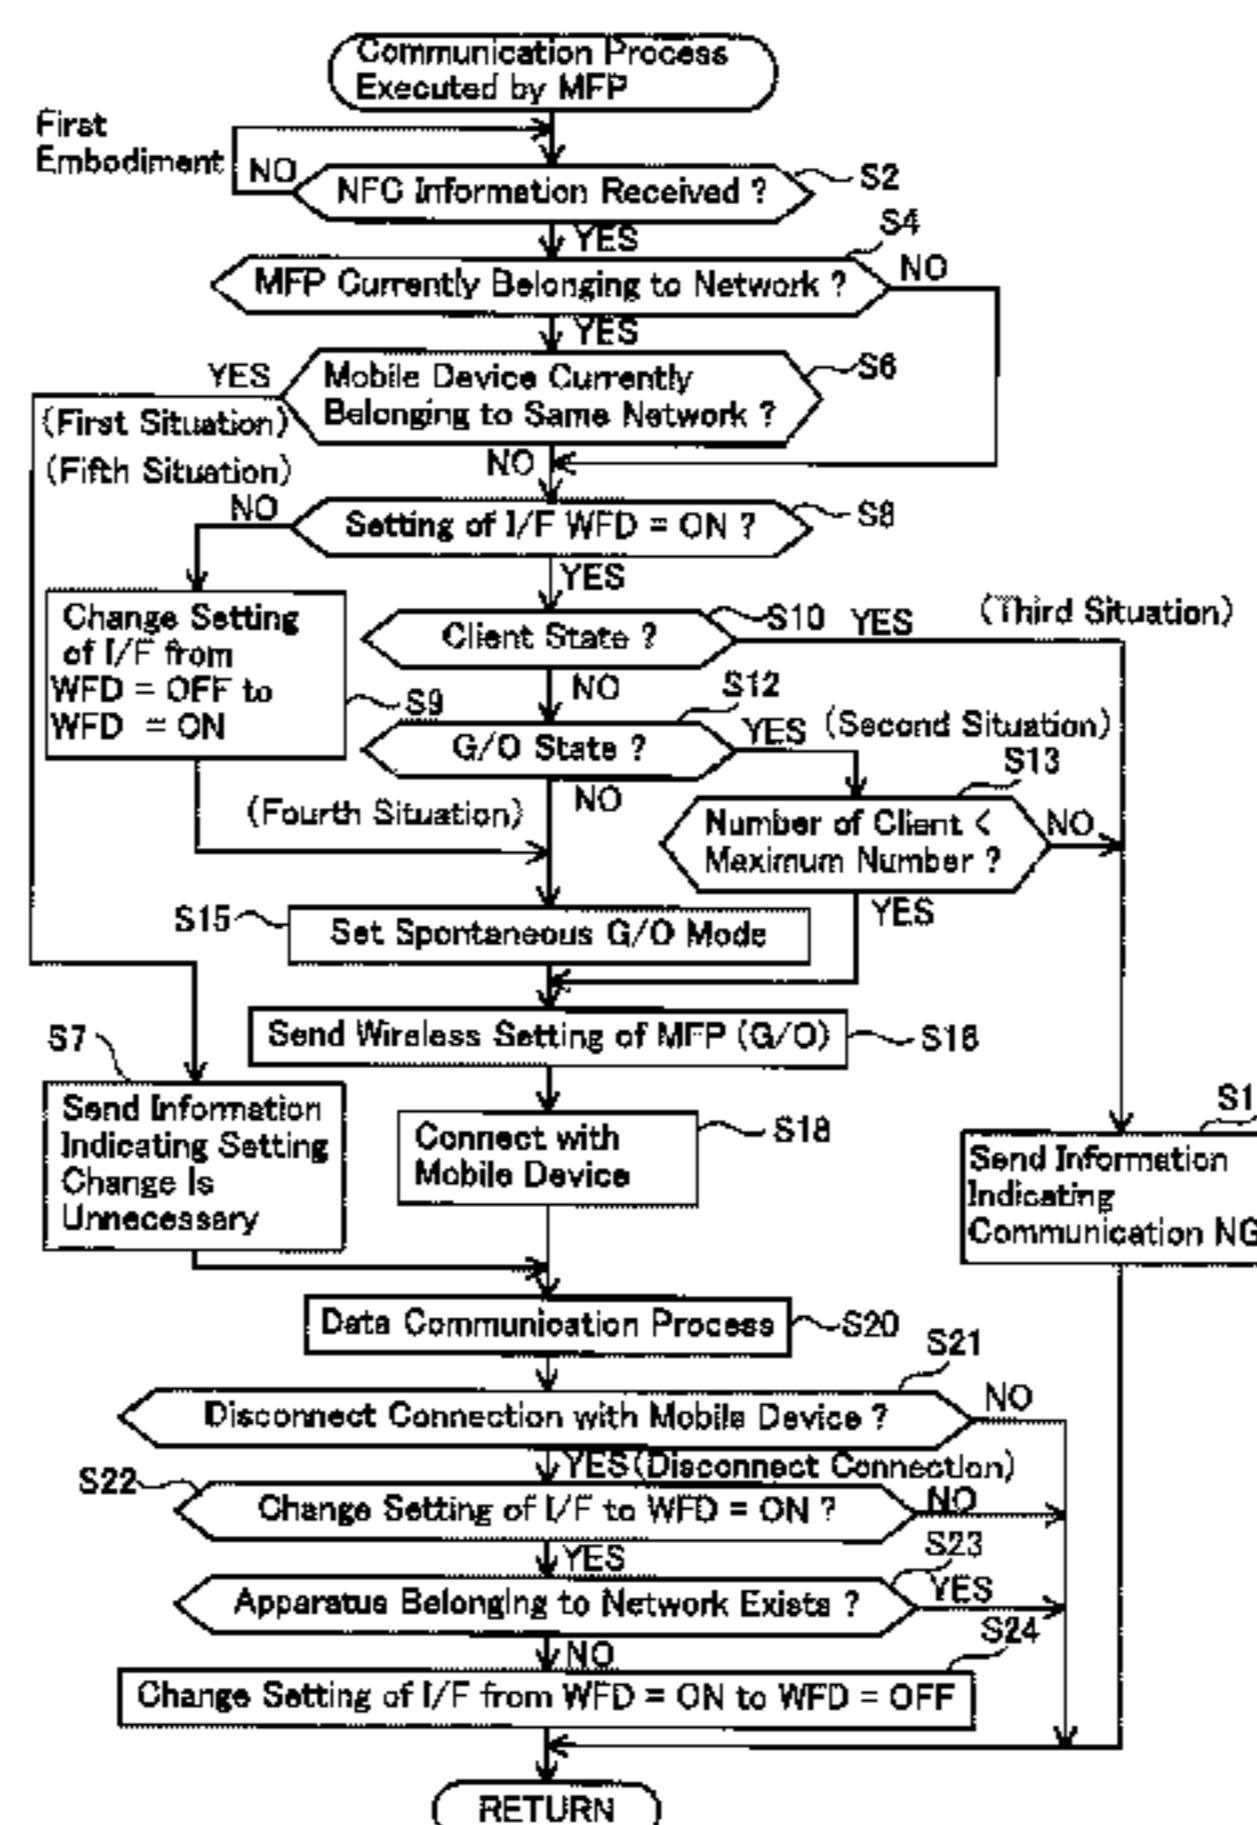 Communication Process
Executed by MFP
First
Embodiment
NO
NFC Information Received ?
S2
YES
S4
MFP Currently Belonging to Network ?
NO
YES
YES
Mobile Device Currently
Belonging to Same Network ?
S6
(First Situation)
(Fifth Situation)
NO
NO
Setting of I/F WFD = ON ?
S8
YES
Change Setting
of I/F from
WFD = OFF to
WFD = ON
S9
Client State ?
S10
YES
(Third Situation)
NO
S12
G/O State ?
YES
(Second Situation)
S13
NO
(Fourth Situation)
Number of Client <
Maximum Number ?
NO
YES
S15
Set Spontaneous G/O Mode
Send Wireless Setting of MFP (G/O)
S16
S7
Send Information
Indicating Setting
Change Is
Unnecessary
Connect with
Mobile Device
S18
S1
Send Information
Indicating
Communication NG
Data Communication Process
S20
S21
Disconnect Connection with Mobile Device ?
NO
YES(Disconnect Connection)
S22
Change Setting of I/F to WFD = ON ?
NO
YES
S23
Apparatus Belonging to Network Exists ?
YES
NO
S24
Change Setting of I/F from WFD = ON to WFD = OFF
RETURN